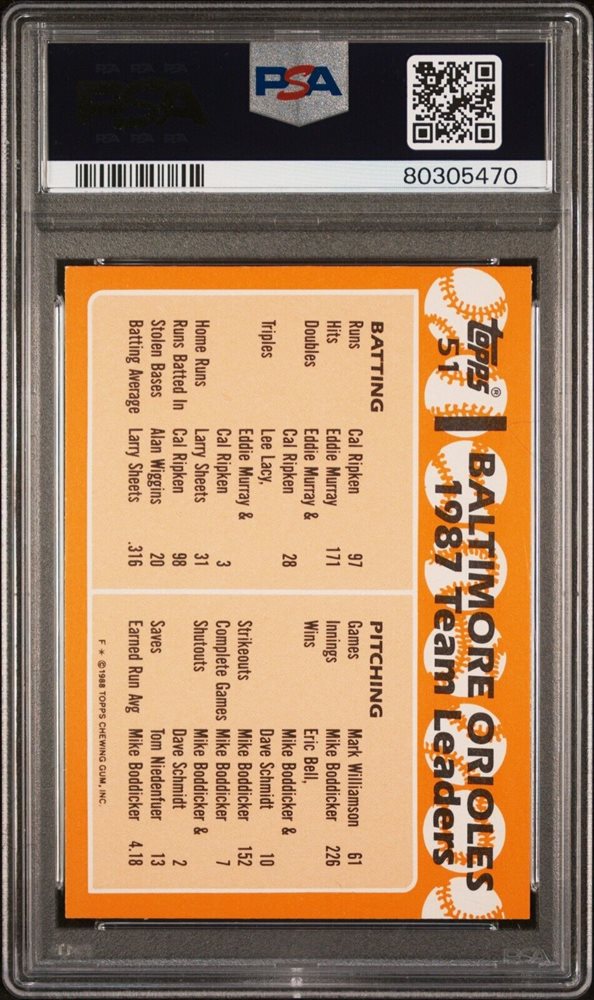 PSA
80305470
topps®
51
BALTIMORE ORIOLES
1987 Team Leaders
BATTING
Runs Cal Ripken 97
Hits Eddie Murray 171
Doubles Eddie Murray &
Cal Ripken 28
Triples Lee Lacy,
Eddie Murray &
Cal Ripken 3
Home Runs Larry Sheets 31
Runs Batted In Cal Ripken 98
Stolen Bases Alan Wiggins 20
Batting Average Larry Sheets .316
PITCHING
Games Mark Williamson 61
Innings Mike Boddicker 226
Wins Eric Bell,
Mike Boddicker &
Dave Schmidt 10
Strikeouts Mike Boddicker 152
Complete Games Mike Boddicker 7
Shutouts Mike Boddicker &
Dave Schmidt 2
Saves Tom Niedenfuer 13
Earned Run Avg Mike Boddicker 4.18
F * ©1988 TOPPS CHEWING GUM, INC.